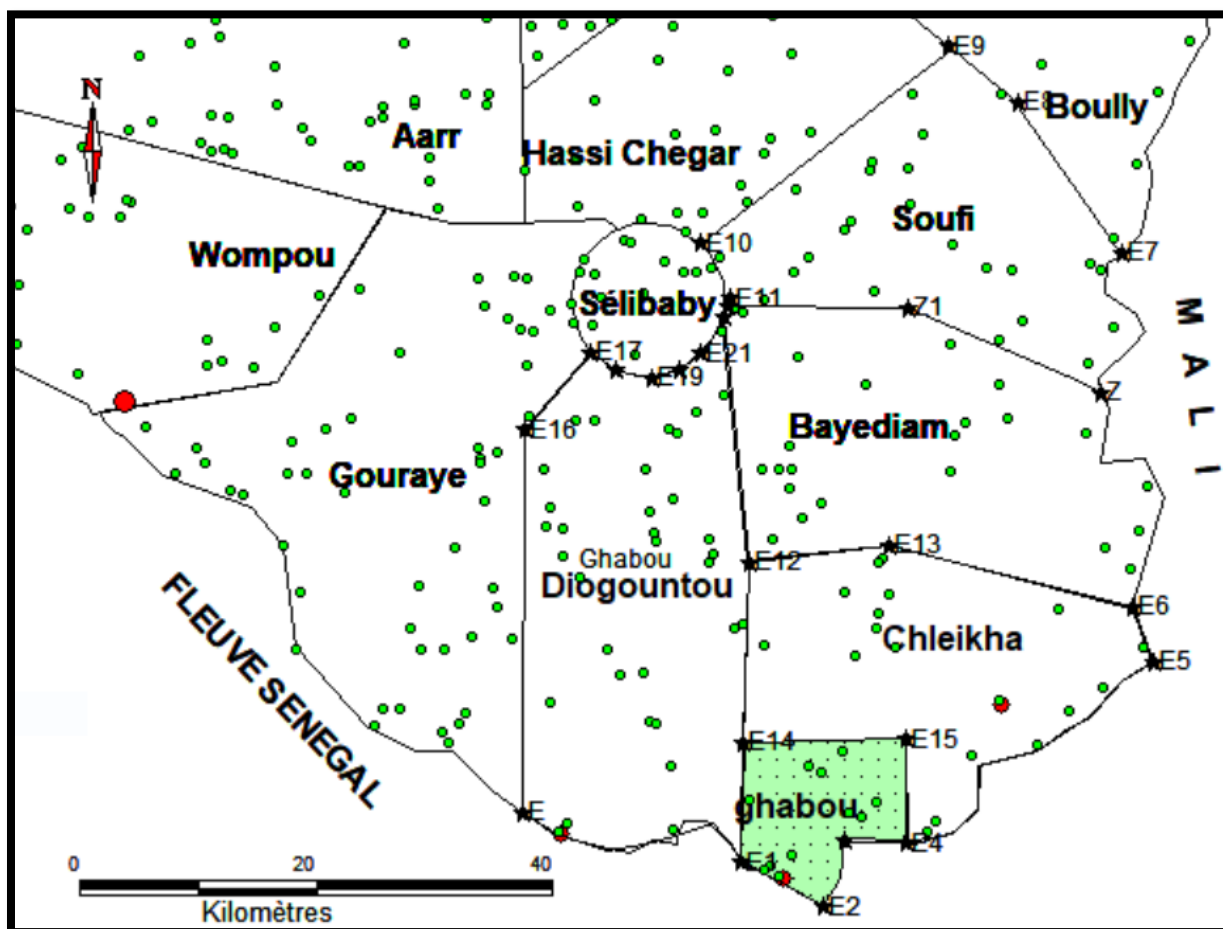 E9
N
E8
Boully
Aarr
Hassi Chegar
Soufi
Wompou
E10
E7
Sélibaby
E11
Z1
M A L I
E17
E21
E19
Z
E16
Bayediam
Gouraye
E13
Ghabou
E12
Diogountou
E6
FLEUVE SENEGAL
Chleikha
E5
E14
E15
E
ghabou
E4
E1
0 20 40
E2
Kilomètres